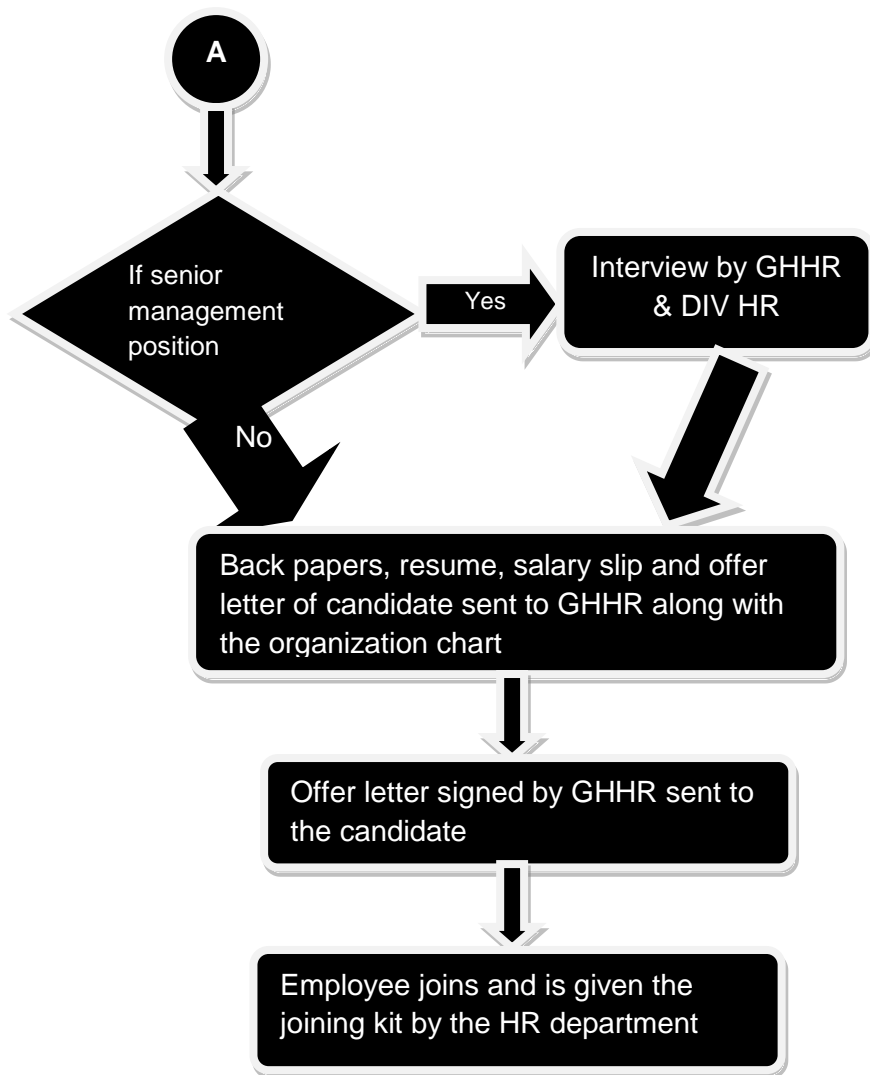 A
If senior
management
position
Yes
Interview by GHHR
& DIV HR
No
Back papers, resume, salary slip and offer
letter of candidate sent to GHHR along with
the organization chart
Offer letter signed by GHHR sent to
the candidate
Employee joins and is given the
joining kit by the HR department